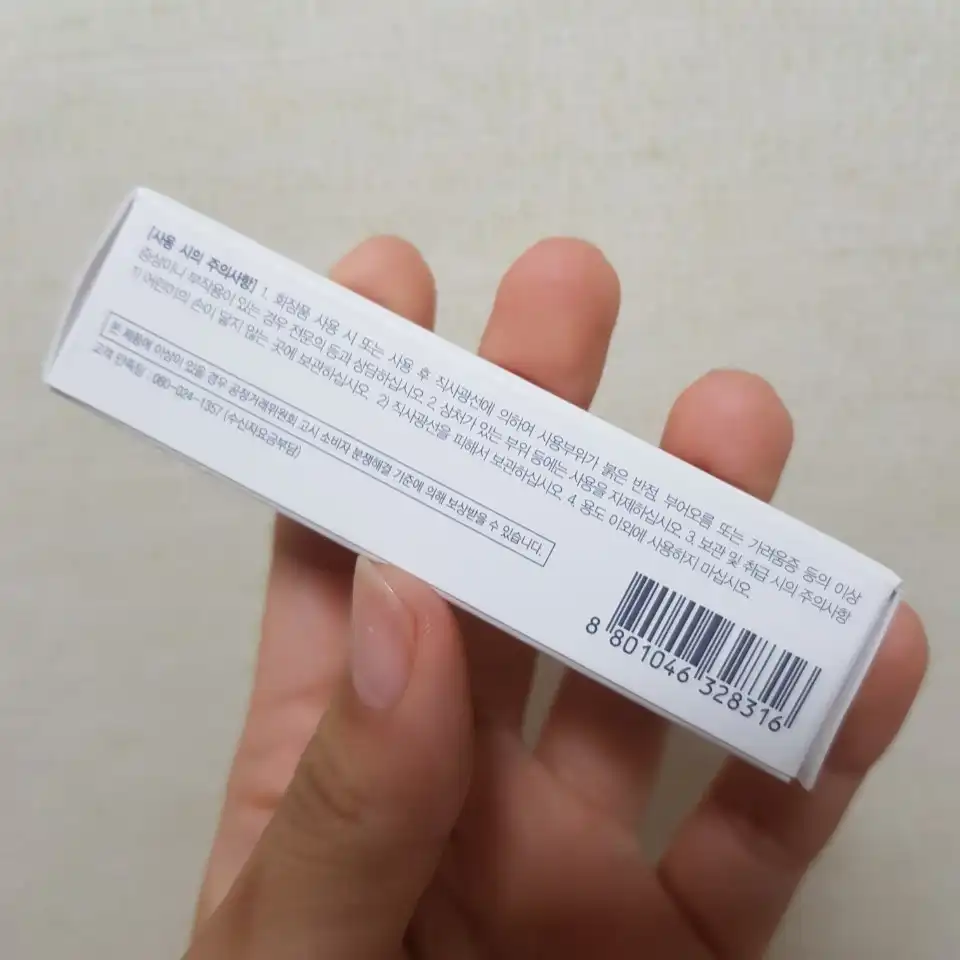 [사용 시의 주의사항] 1. 화장품 사용 시 또는 사용 후 직사광선에 의하여 사용부위가 붉은 반점, 부어오름 또는 가려움증 등의 이상
증상이나 부작용이 있는 경우 전문의 등과 상담하십시오. 2. 상처가 있는 부위 등에는 사용을 자제하십시오. 3. 보관 및 취급 시의 주의사항
1) 어린이의 손이 닿지 않는 곳에 보관하십시오. 2) 직사광선을 피해서 보관하십시오. 4. 용도 이외에 사용하지 마십시오
본 제품에 이상이 있을 경우 공정거래위원회 고시 소비자 분쟁해결 기준에 의해 보상받을 수 있습니다.
고객 만족팀 : 080-024-1357 (수신자요금부담)
8 801046 328316